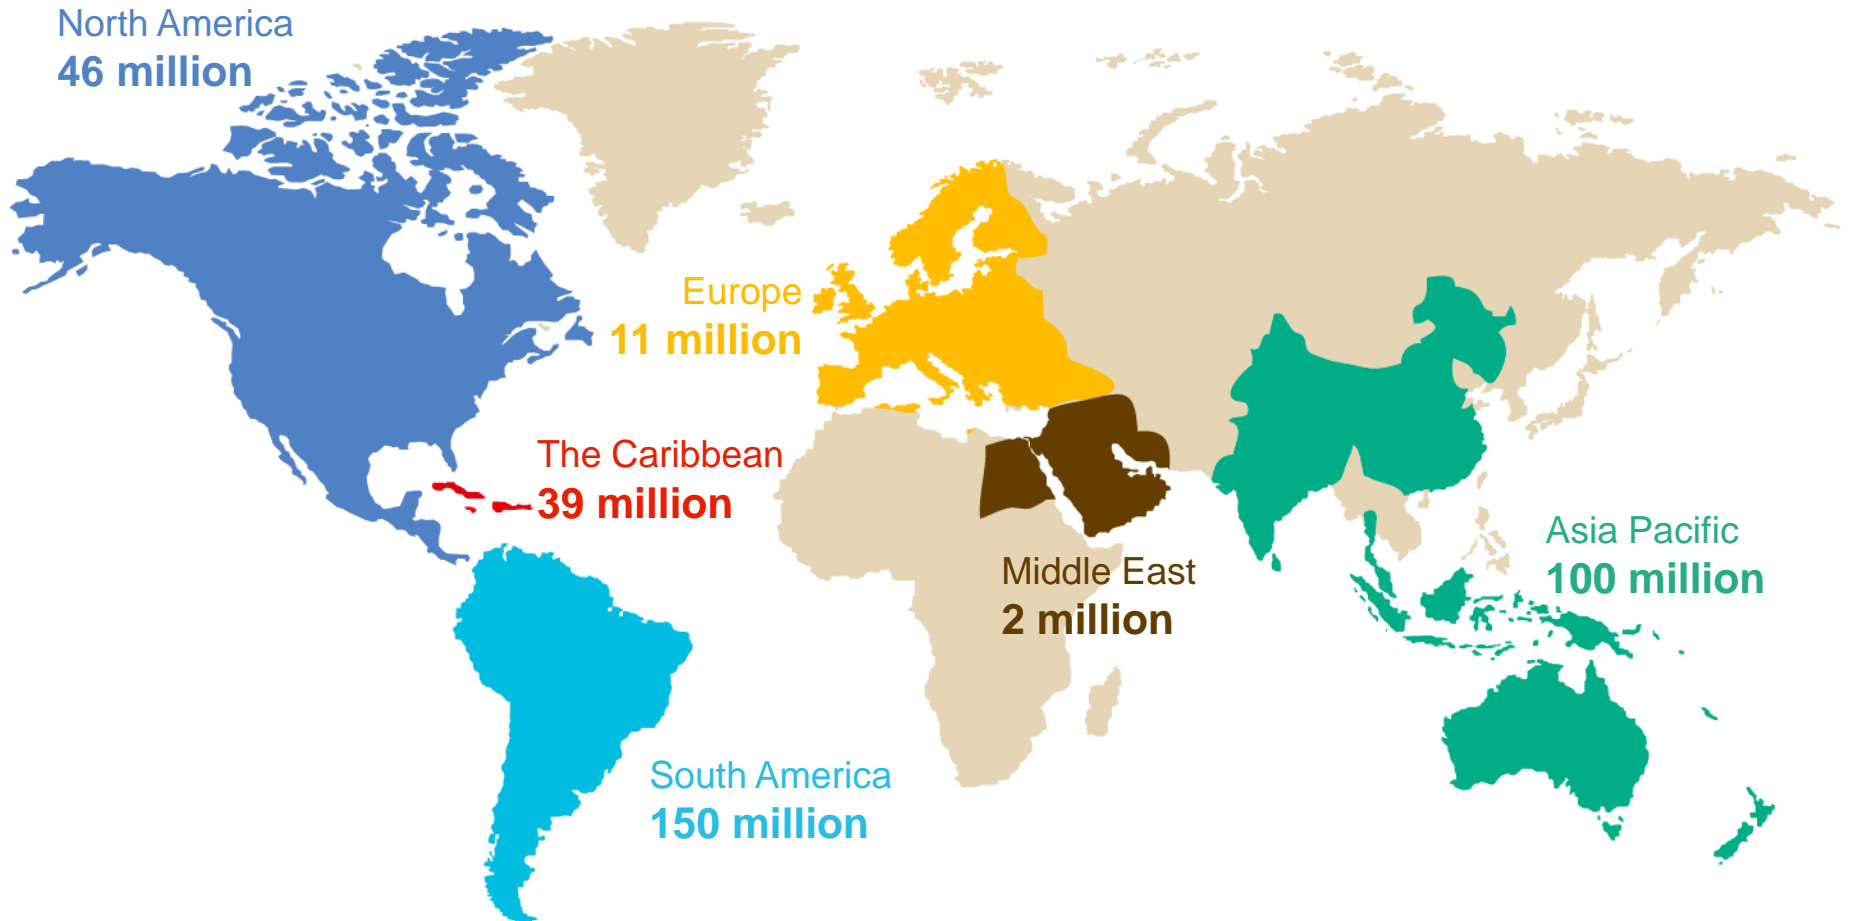 North America
46 million
Europe
11 million
The Caribbean
39 million
Middle East
2 million
Asia Pacific
100 million
South America
150 million